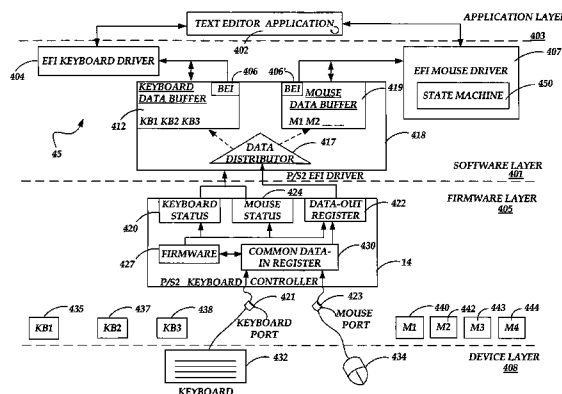 TEXT EDITOR APPLICATION
APPLICATION LAYER
402
403
EFI KEYBOARD DRIVER
404
406
406'
EFI MOUSE DRIVER
407
STATE MACHINE
450
KEYBOARD
DATA BUFFER
BEI
BEI
MOUSE
DATA BUFFER
419
412
KB1 KB2 KB3
M1 M2
417
418
45
DATA
DISTRIBUTOR
P/S2 EFI DRIVER
SOFTWARE LAYER
401
FIRMWARE LAYER
405
424
KEYBOARD
STATUS
MOUSE
STATUS
DATA-OUT
REGISTER
420
422
430
FIRMWARE
COMMON DATA-
IN REGISTER
427
14
P/S2 KEYBOARD CONTROLLER
435
437
438
421
423
440
442
443
444
KB1
KB2
KB3
KEYBOARD
PORT
MOUSE
PORT
M1
M2
M3
M4
DEVICE LAYER
408
432
434
KEYBOARD